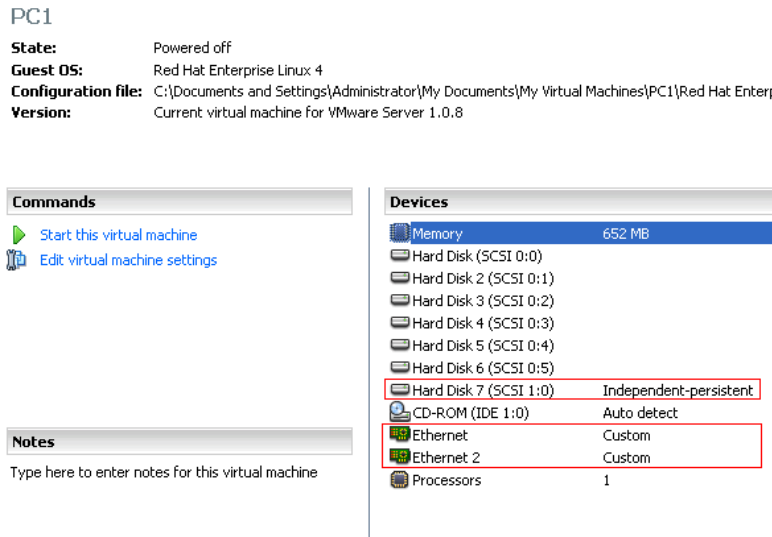 PC1
State: Powered off
Guest OS: Red Hat Enterprise Linux 4
Configuration file: C:\Documents and Settings\Administrator\My Documents\My Virtual Machines\PC1\Red Hat Enterp
Version: Current virtual machine for VMware Server 1.0.8
Commands
Start this virtual machine
Edit virtual machine settings
Notes
Type here to enter notes for this virtual machine
Devices
Memory 652 MB
Hard Disk (SCSI 0:0)
Hard Disk 2 (SCSI 0:1)
Hard Disk 3 (SCSI 0:2)
Hard Disk 4 (SCSI 0:3)
Hard Disk 5 (SCSI 0:4)
Hard Disk 6 (SCSI 0:5)
Hard Disk 7 (SCSI 1:0) Independent-persistent
CD-ROM (IDE 1:0) Auto detect
Ethernet Custom
Ethernet 2 Custom
Processors 1